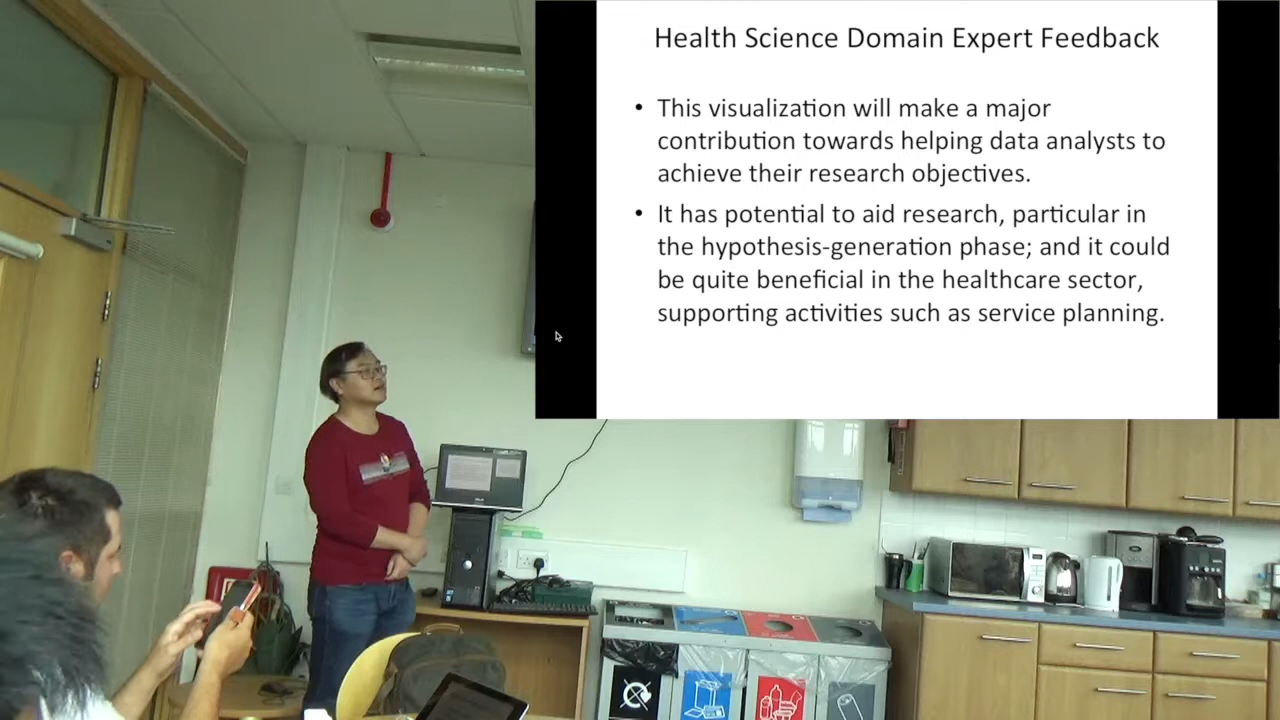 Health Science Domain Expert Feedback
• This visualization will make a major
contribution towards helping data analysts to
achieve their research objectives.
• It has potential to aid research, particular in
the hypothesis-generation phase; and it could
be quite beneficial in the healthcare sector,
supporting activities such as service planning.